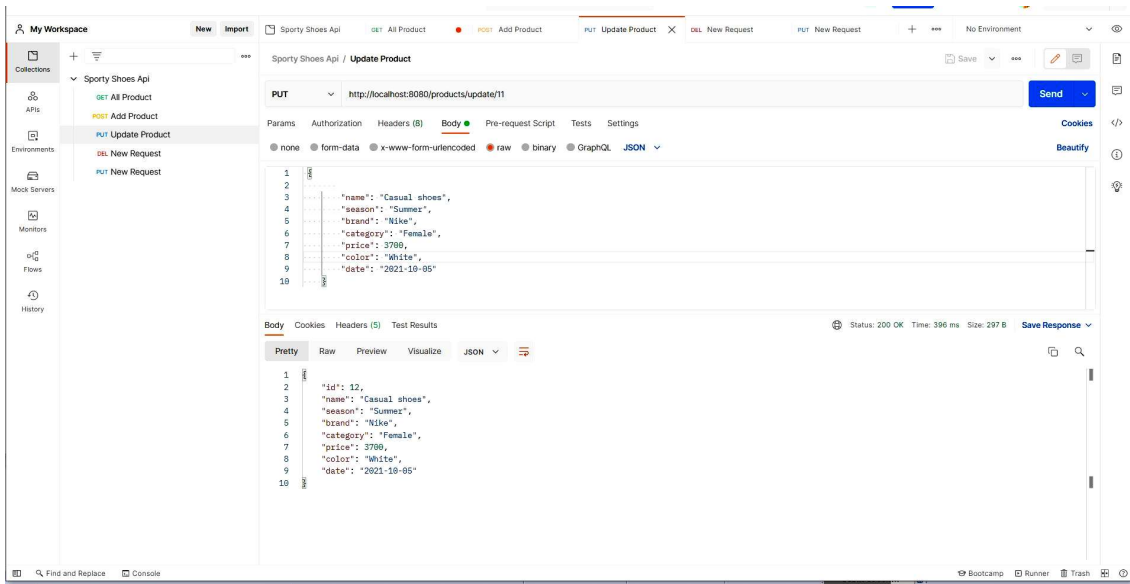 My Workspace New Import Sporty Shoes Api GET All Product POST Add Product PUT Update Product DEL New Request PUT New Request No Environment
Collections
Sporty Shoes Api
GET All Product
POST Add Product
PUT Update Product
DEL New Request
PUT New Request
APIs
Environments
Mock Servers
Monitors
Flows
History
Sporty Shoes Api / Update Product Save
PUT http://localhost:8080/products/update/11 Send
Params Authorization Headers (8) Body Pre-request Script Tests Settings Cookies
none form-data x-www-form-urlencoded raw binary GraphQL JSON Beautify
1 {
2
3 "name": "Casual shoes",
4 "season": "Summer",
5 "brand": "Nike",
6 "category": "Female",
7 "price": 3700,
8 "color": "White",
9 "date": "2021-10-05"
10 }
Body Cookies Headers (5) Test Results Status: 200 OK Time: 396 ms Size: 297 B Save Response
Pretty Raw Preview Visualize JSON
1 {
2 "id": 12,
3 "name": "Casual shoes",
4 "season": "Summer",
5 "brand": "Nike",
6 "category": "Female",
7 "price": 3700,
8 "color": "White",
9 "date": "2021-10-05"
10 }
Find and Replace Console Bootcamp Runner Trash